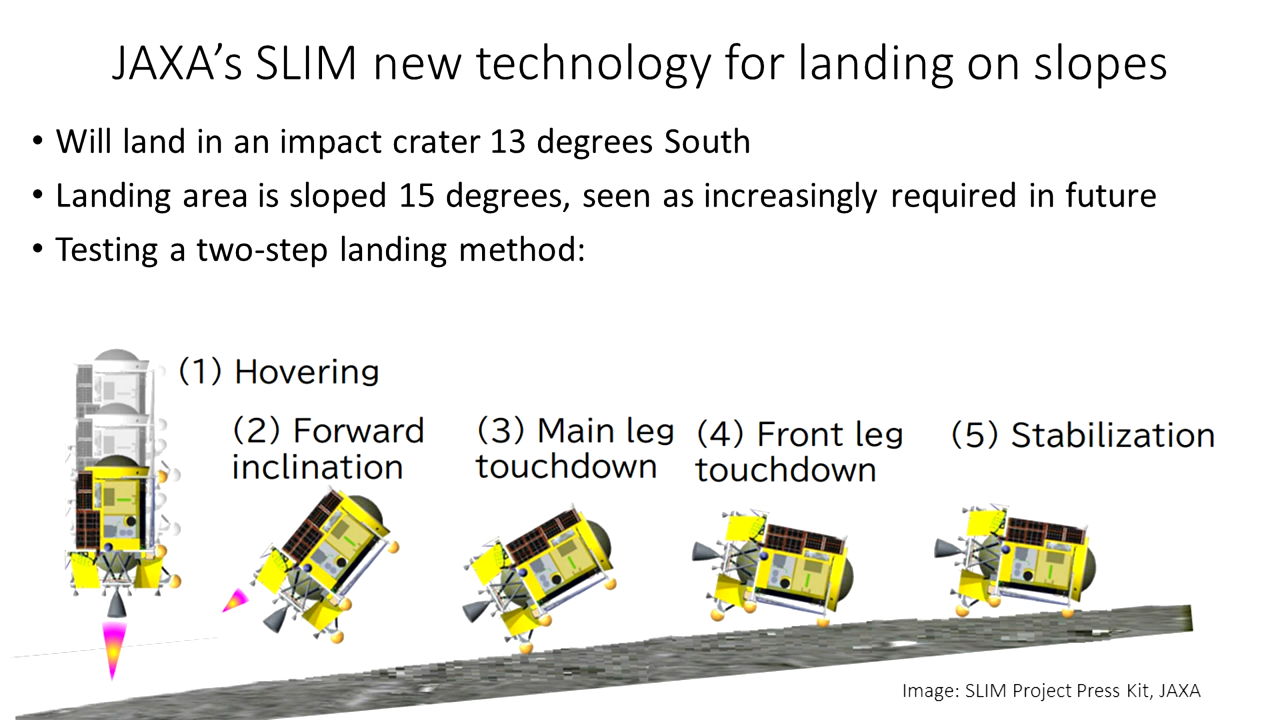 JAXA’s SLIM new technology for landing on slopes
• Will land in an impact crater 13 degrees South
• Landing area is sloped 15 degrees, seen as increasingly required in future
• Testing a two-step landing method:
(1) Hovering
(2) Forward
inclination
(3) Main leg
touchdown
(4) Front leg
touchdown
(5) Stabilization
Image: SLIM Project Press Kit, JAXA